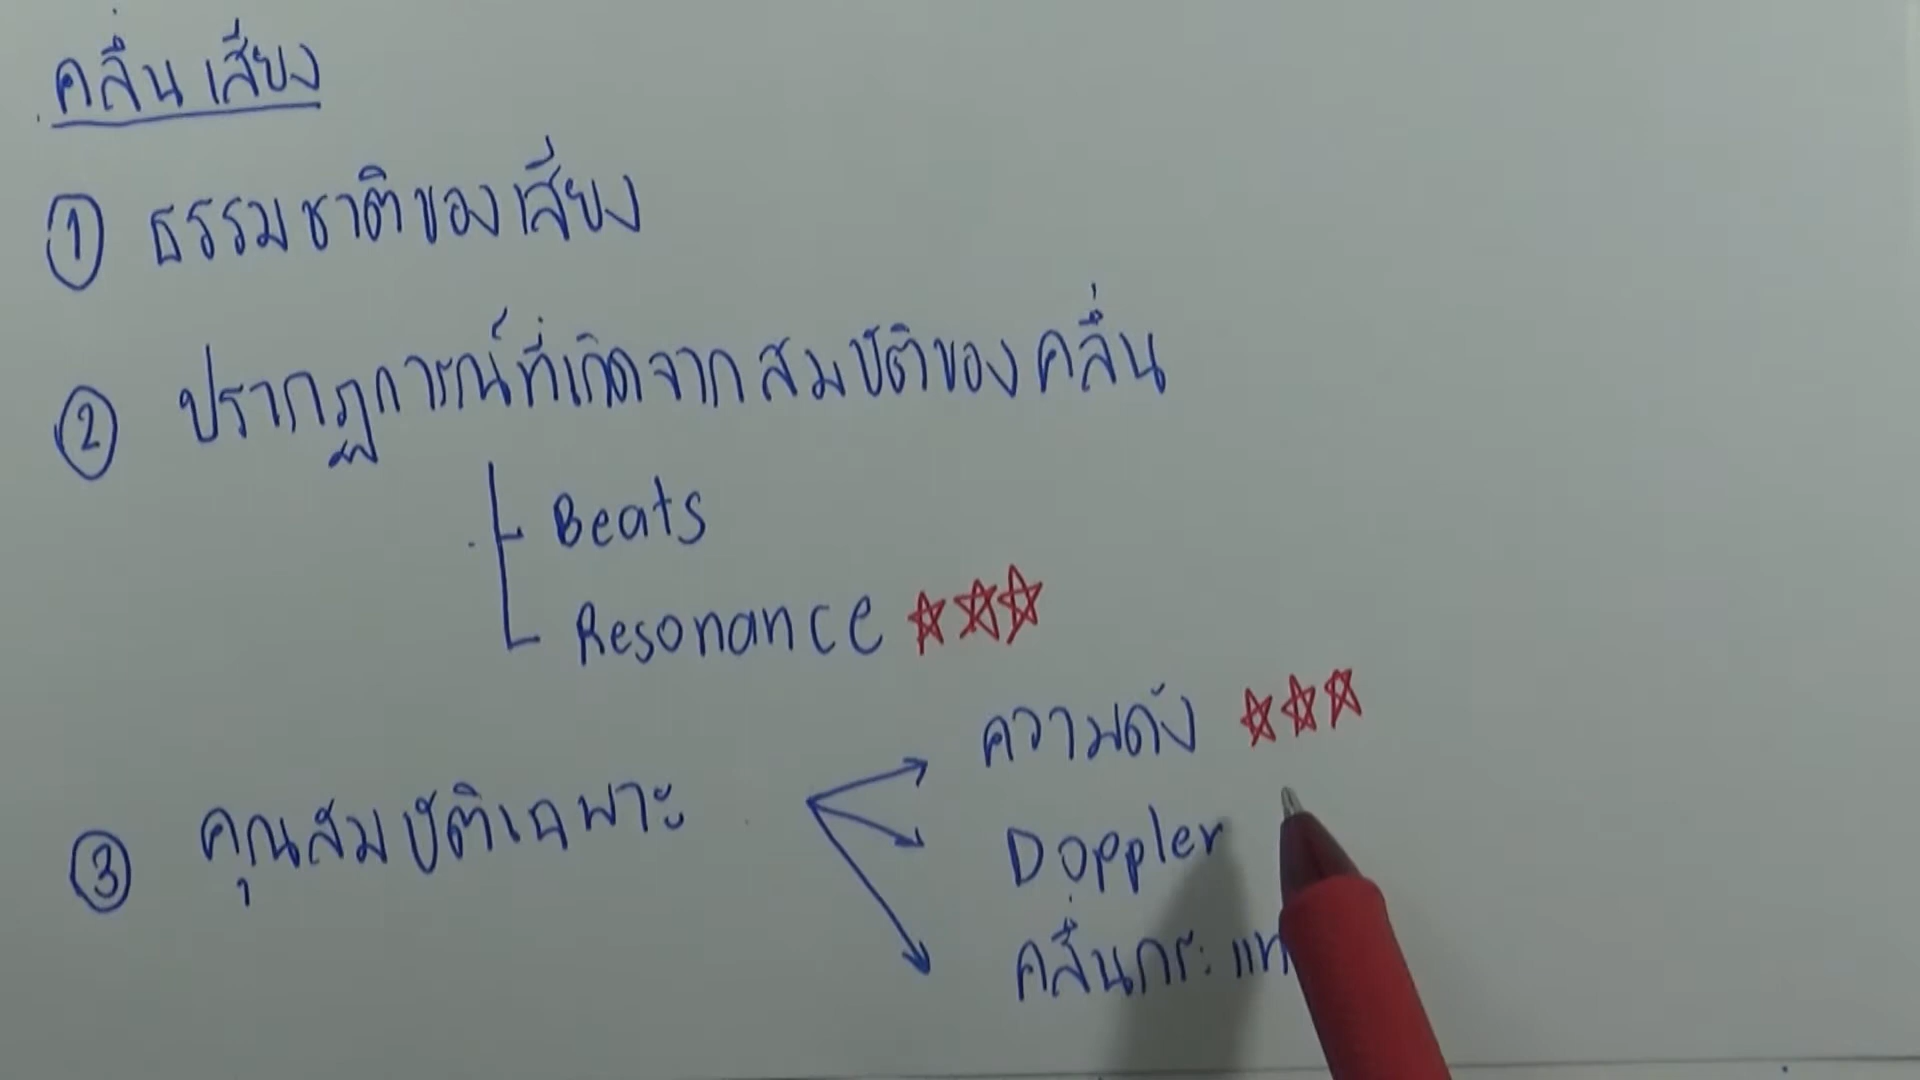 คลื่นเสียง
① ธรรมชาติของเสียง
② ปรากฏการณ์ที่เกิดจากสมบัติของคลื่น
Beats
Resonance ☆☆☆
ความดัง ☆☆☆
③ คุณสมบัติเฉพาะ
Doppler
คลื่นกระแท